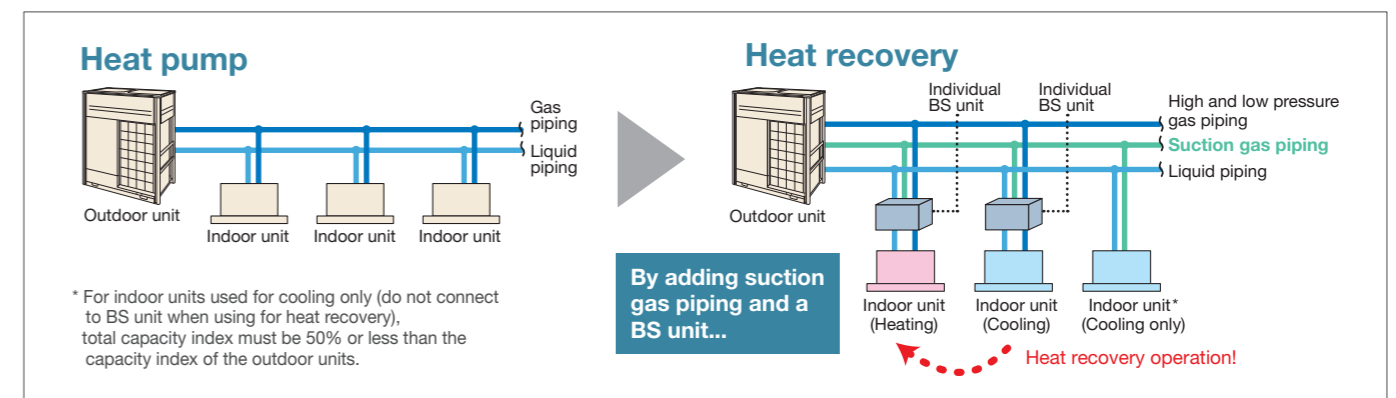 Heat pump
Gas
piping
Liquid
piping
Outdoor unit
Indoor unit
Indoor unit
Indoor unit
* For indoor units used for cooling only (do not connect
to BS unit when using for heat recovery),
total capacity index must be 50% or less than the
capacity index of the outdoor units.
By adding suction
gas piping and a
BS unit...
Heat recovery
Individual
BS unit
Individual
BS unit
High and low pressure
gas piping
Suction gas piping
Liquid piping
Outdoor unit
Indoor unit
(Heating)
Indoor unit
(Cooling)
Indoor unit*
(Cooling only)
Heat recovery operation!